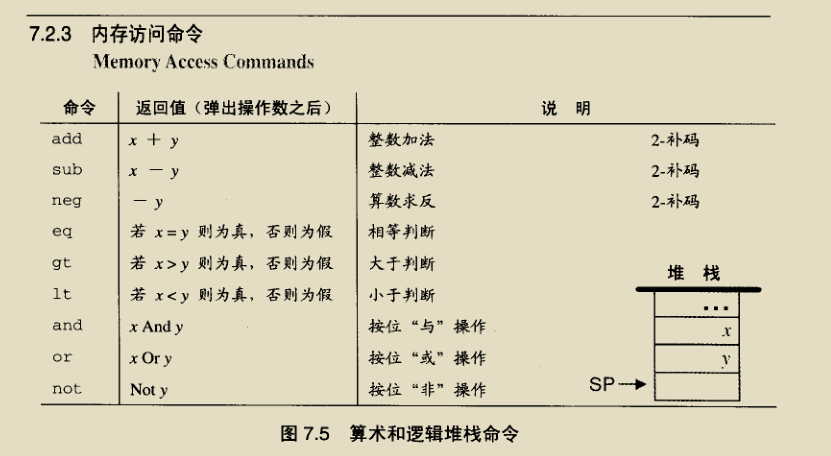 7.2.3 内存访问命令
Memory Access Commands
命令 返回值（弹出操作数之后） 说 明
add x + y 整数加法 2-补码
sub x － y 整数减法 2-补码
neg － y 算数求反 2-补码
eq 若 x=y 则为真，否则为假 相等判断
gt 若 x>y 则为真，否则为假 大于判断
lt 若 x<y 则为真，否则为假 小于判断
and x And y 按位“与”操作
or x Or y 按位“或”操作
not Not y 按位“非”操作
堆 栈
...
x
y
SP
图 7.5 算术和逻辑堆栈命令